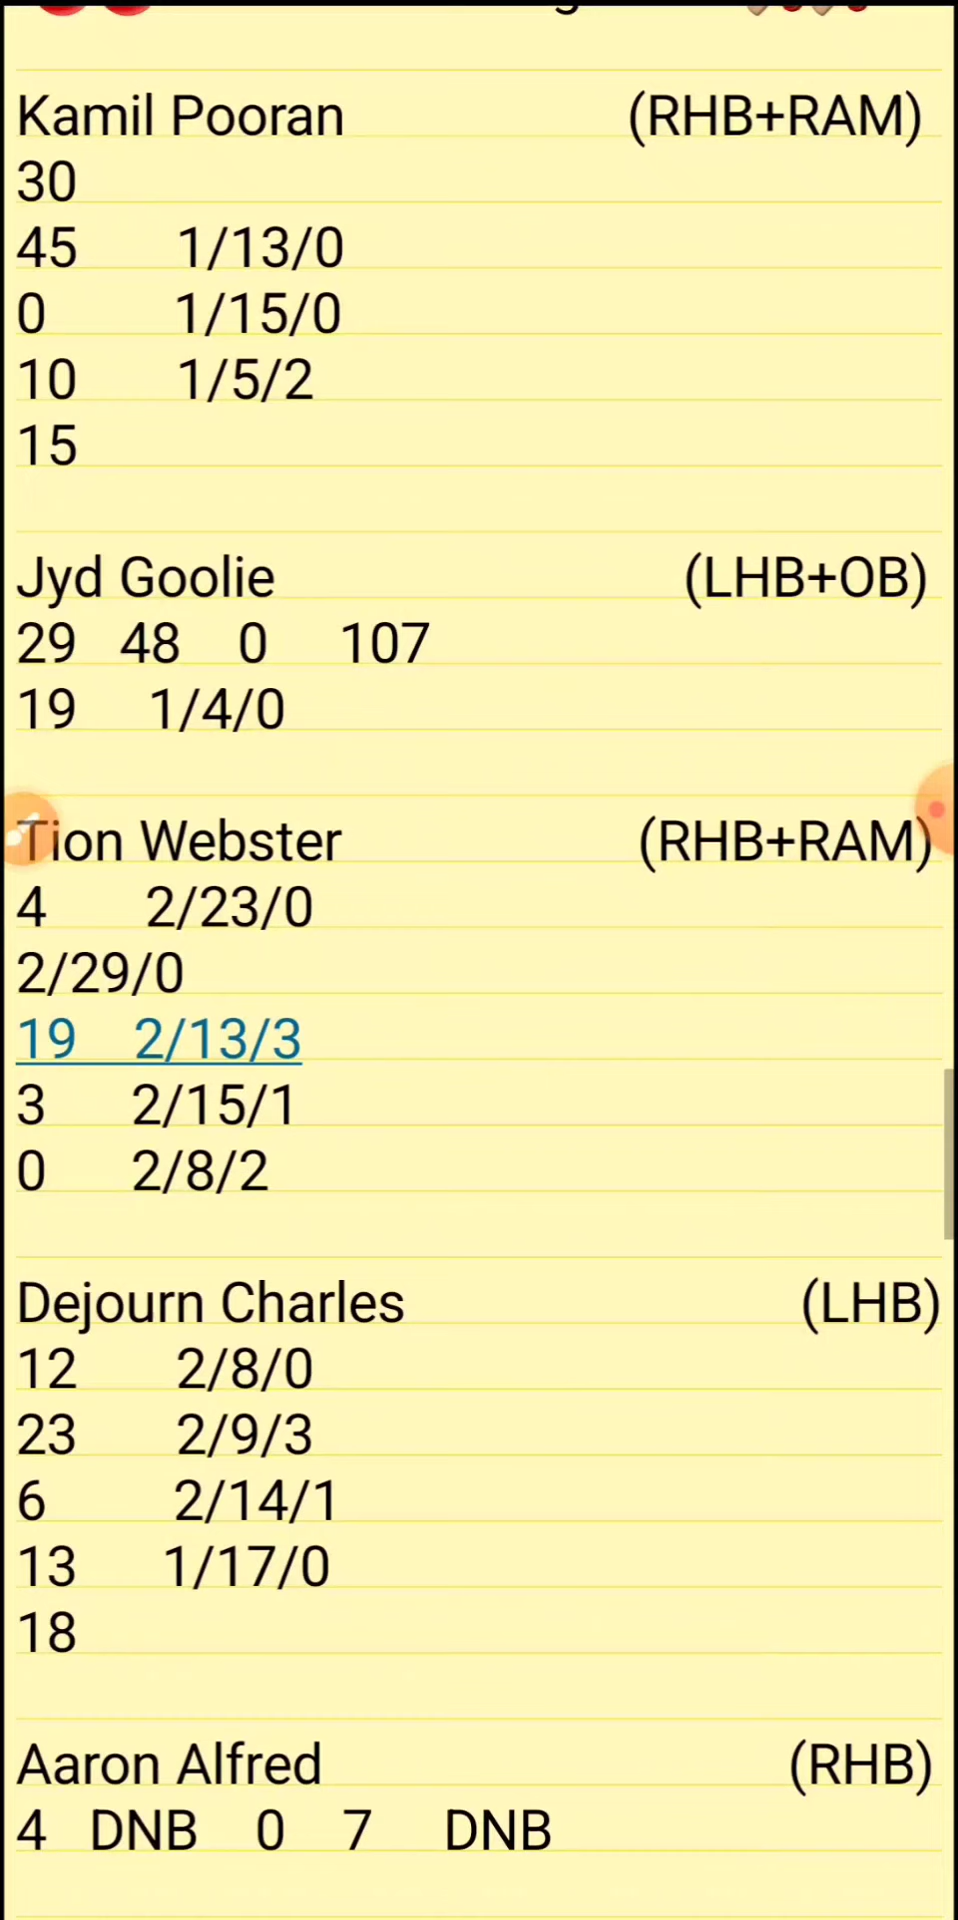 Kamil Pooran (RHB+RAM)
30
45 1/13/0
0 1/15/0
10 1/5/2
15
Jyd Goolie (LHB+OB)
29 48 0 107
19 1/4/0
Tion Webster (RHB+RAM)
4 2/23/0
2/29/0
19 2/13/3
3 2/15/1
0 2/8/2
Dejourn Charles (LHB)
12 2/8/0
23 2/9/3
6 2/14/1
13 1/17/0
18
Aaron Alfred (RHB)
4 DNB 0 7 DNB